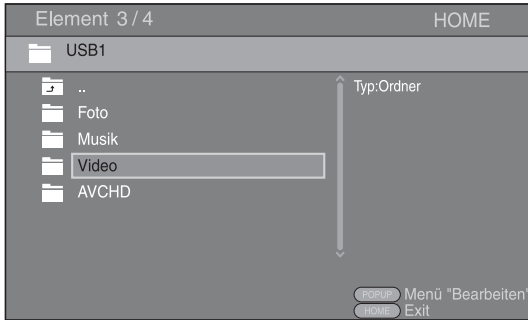 Element 3/4 HOME
USB1
..
Typ:Ordner
Foto
Musik
Video
AVCHD
POPUP Menü "Bearbeiten"
HOME Exit